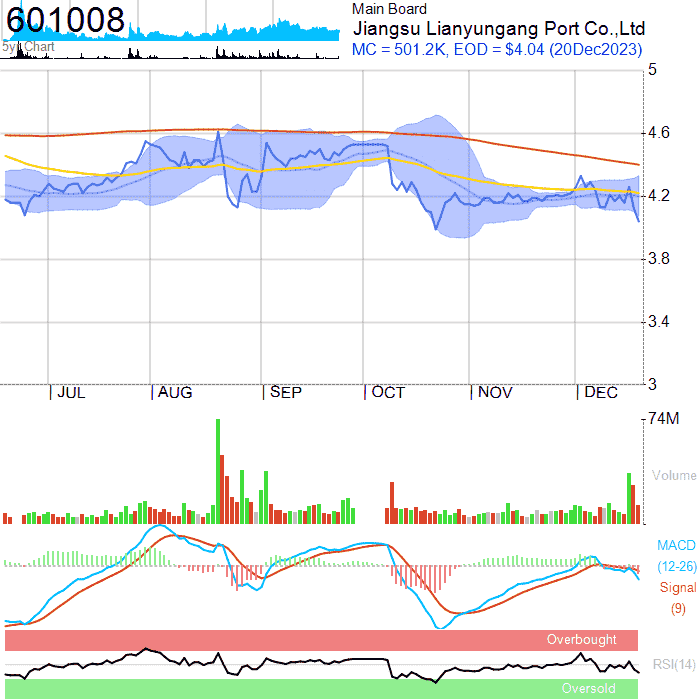 601008
5yr Chart
Main Board
Jiangsu Lianyungang Port Co.,Ltd
MC = 501.2K, EOD = $4.04 (20Dec2023)
5
4.6
4.2
3.8
3.4
3
JUL AUG SEP OCT NOV DEC
74M
Volume
MACD
(12-26)
Signal
(9)
Overbought
RSI(14)
Oversold